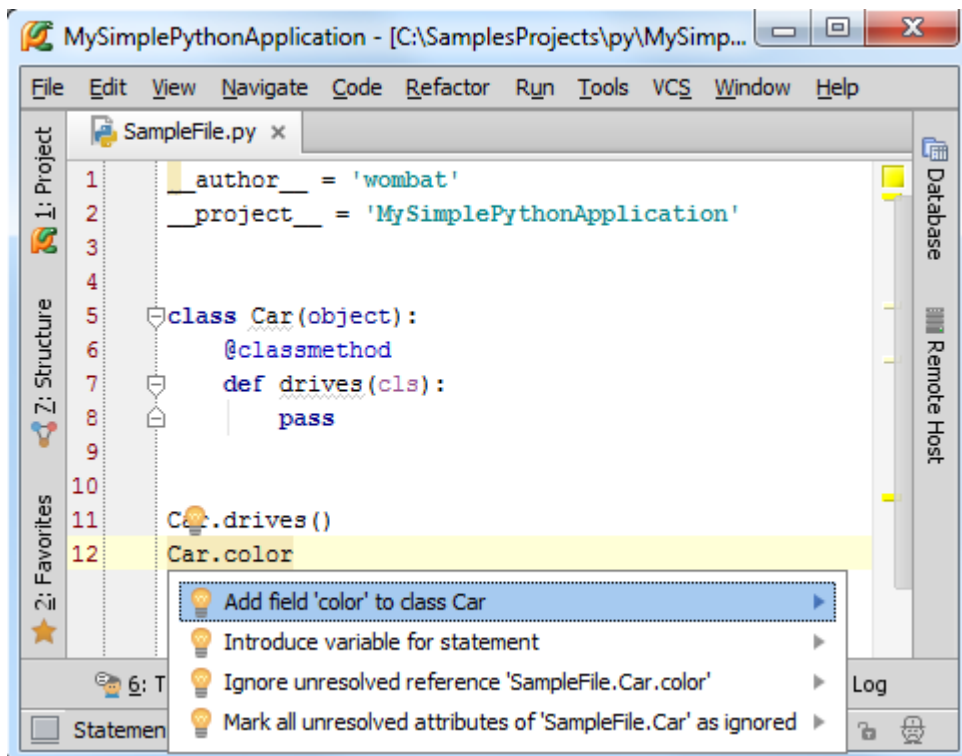 MySimplePythonApplication - [C:\SamplesProjects\py\MySimp...
File Edit View Navigate Code Refactor Run Tools VCS Window Help
SampleFile.py
1: Project
Z: Structure
2: Favorites
Database
Remote Host
1 __author__ = 'wombat'
2 __project__ = 'MySimplePythonApplication'
3
4
5 class Car(object):
6 @classmethod
7 def drives(cls):
8 pass
9
10
11 Car.drives()
12 Car.color
Add field 'color' to class Car
Introduce variable for statement
Ignore unresolved reference 'SampleFile.Car.color'
Mark all unresolved attributes of 'SampleFile.Car' as ignored
6: T
Log
Statemen